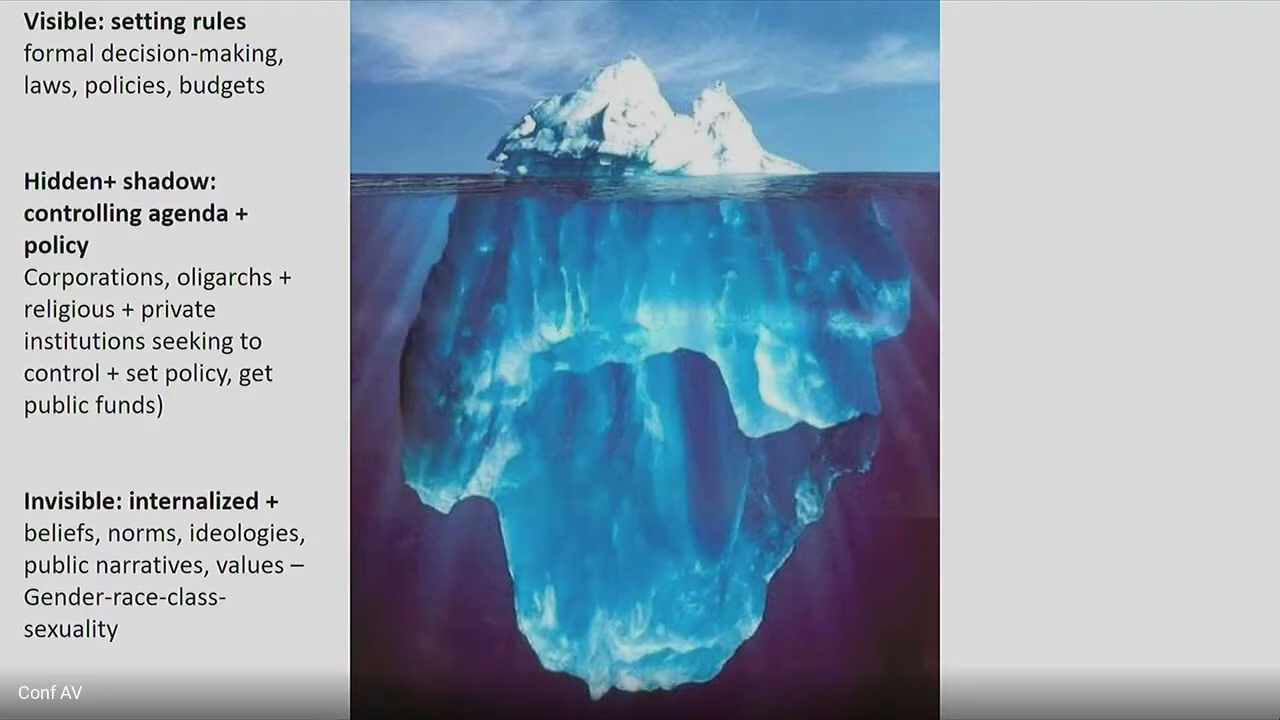 Visible: setting rules
formal decision-making,
laws, policies, budgets
Hidden+ shadow:
controlling agenda +
policy
Corporations, oligarchs +
religious + private
institutions seeking to
control + set policy, get
public funds)
Invisible: internalized +
beliefs, norms, ideologies,
public narratives, values –
Gender-race-class-
sexuality
Conf AV